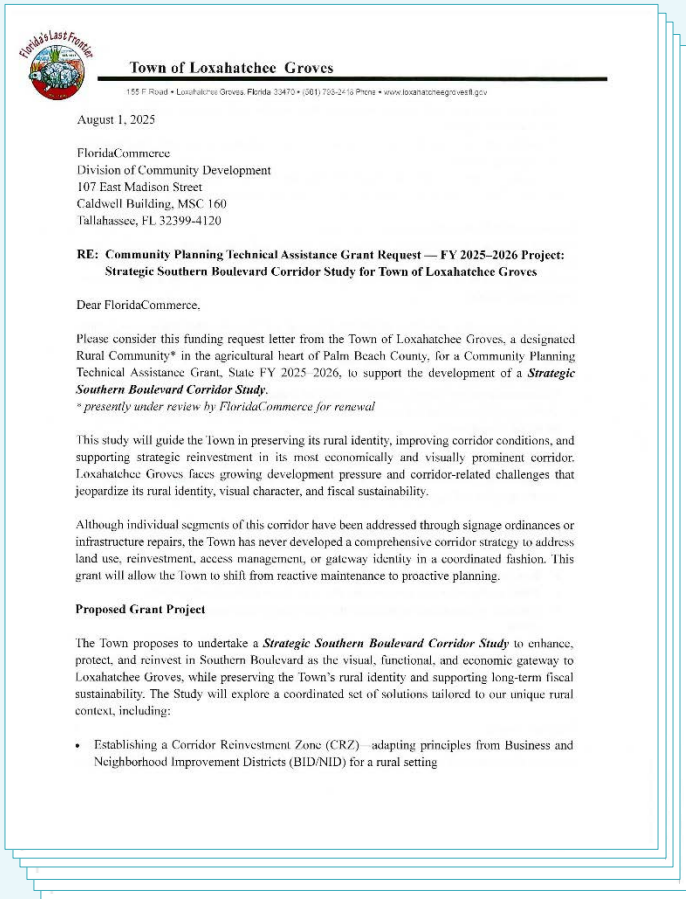 Florida's Last Frontier
Town of Loxahatchee Groves
155 F Road • Loxahatchee Groves, Florida 33470 • (561) 793-2418 Phone • www.loxahatcheegrovesfl.gov
August 1, 2025
FloridaCommerce
Division of Community Development
107 East Madison Street
Caldwell Building, MSC 160
Tallahassee, FL 32399-4120
RE: Community Planning Technical Assistance Grant Request — FY 2025–2026 Project:
Strategic Southern Boulevard Corridor Study for Town of Loxahatchee Groves
Dear FloridaCommerce,
Please consider this funding request letter from the Town of Loxahatchee Groves, a designated
Rural Community* in the agricultural heart of Palm Beach County, for a Community Planning
Technical Assistance Grant, State FY 2025–2026, to support the development of a Strategic
Southern Boulevard Corridor Study.
* presently under review by FloridaCommerce for renewal
This study will guide the Town in preserving its rural identity, improving corridor conditions, and
supporting strategic reinvestment in its most economically and visually prominent corridor.
Loxahatchee Groves faces growing development pressure and corridor-related challenges that
jeopardize its rural identity, visual character, and fiscal sustainability.
Although individual segments of this corridor have been addressed through signage ordinances or
infrastructure repairs, the Town has never developed a comprehensive corridor strategy to address
land use, reinvestment, access management, or gateway identity in a coordinated fashion. This
grant will allow the Town to shift from reactive maintenance to proactive planning.
Proposed Grant Project
The Town proposes to undertake a Strategic Southern Boulevard Corridor Study to enhance,
protect, and reinvest in Southern Boulevard as the visual, functional, and economic gateway to
Loxahatchee Groves, while preserving the Town's rural identity and supporting long-term fiscal
sustainability. The Study will explore a coordinated set of solutions tailored to our unique rural
context, including:
• Establishing a Corridor Reinvestment Zone (CRZ)—adapting principles from Business and
Neighborhood Improvement Districts (BID/NID) for a rural setting